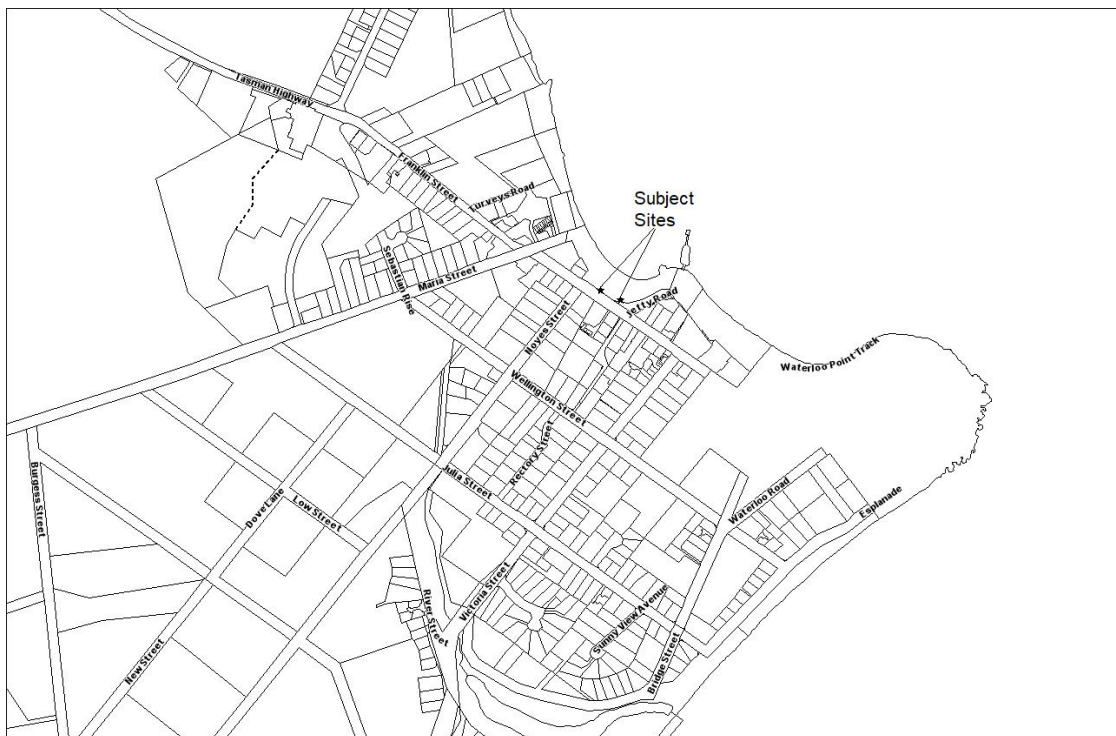 Tasman Highway
Franklin Street
Turveys Road
Subject
Sites
Sebastian Rise
Maria Street
Jetty Road
Noyes Street
Waterloo Point Track
Wellington Street
Rectory Street
Julia Street
Burgess Street
Dove Lane
Low Street
Waterloo Road
Esplanade
Victoria Street
River Street
Sunny View Avenue
New Street
Bridge Street